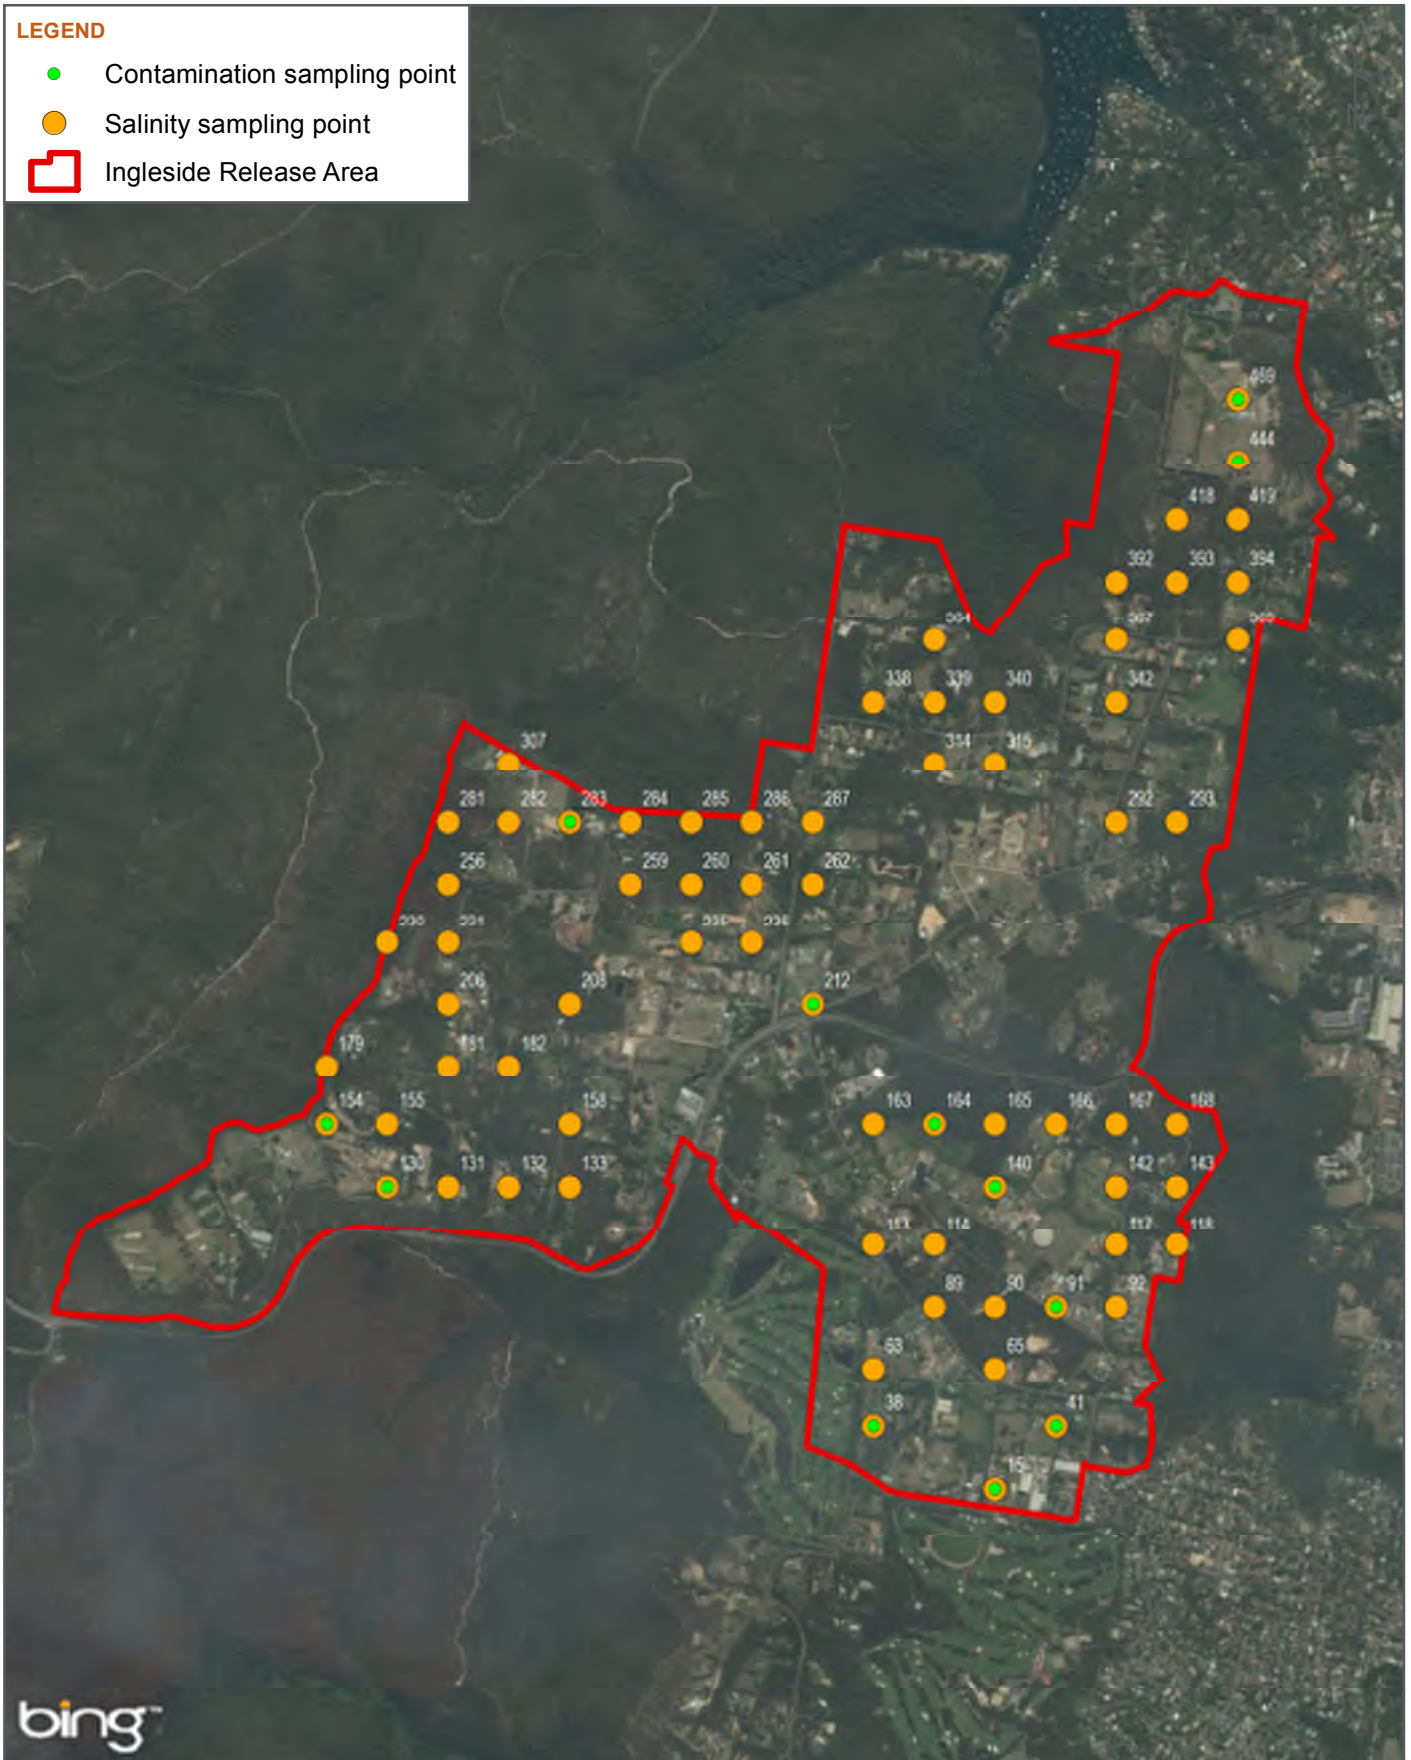 LEGEND
Contamination sampling point
Salinity sampling point
Ingleside Release Area
469
444
418 419
392 393 394
338 339 340 342
307 314 315
281 282 283 284 285 286 287 292 293
256 259 260 261 262
206 208 212
179 181 182
154 155 158 163 164 165 166 167 168
130 131 132 133 140 142 143
113 114 117 118
89 90 91 92
63 65
38 41
15
bing